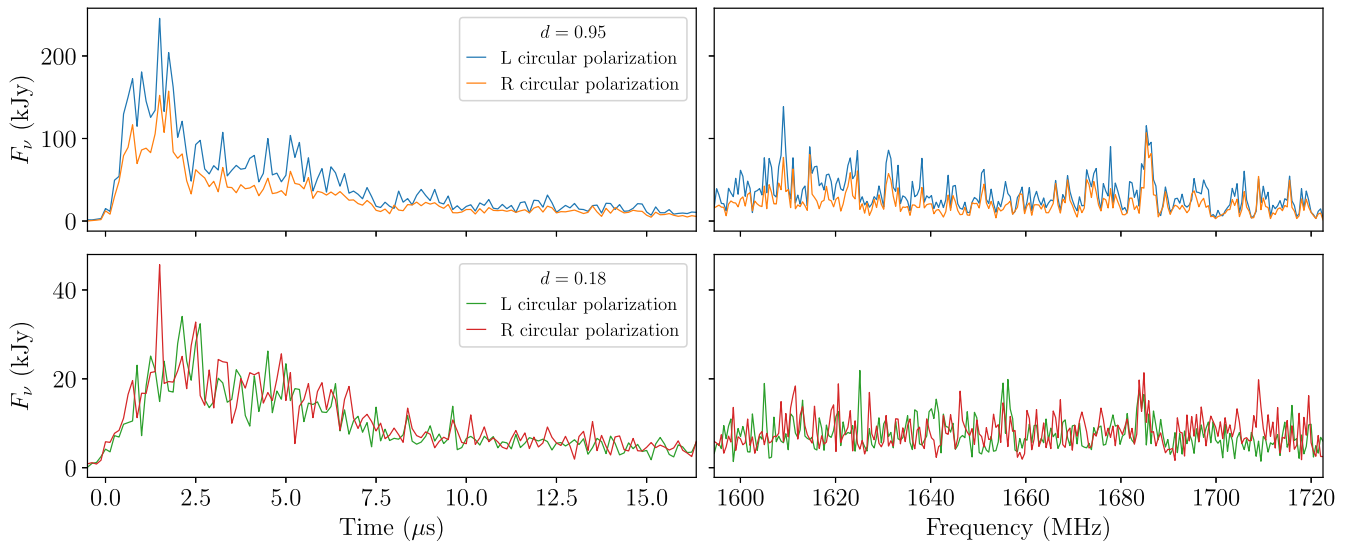 F_ν (kJy)
200
100
0
d = 0.95
L circular polarization
R circular polarization
F_ν (kJy)
40
20
0
d = 0.18
L circular polarization
R circular polarization
0.0 2.5 5.0 7.5 10.0 12.5 15.0
Time (μs)
1600 1620 1640 1660 1680 1700 1720
Frequency (MHz)